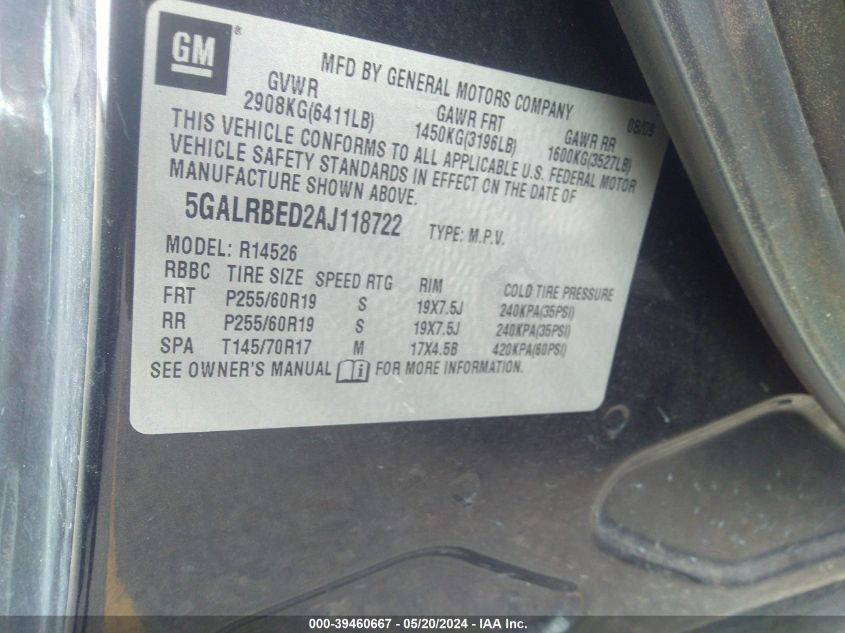 GM®
MFD BY GENERAL MOTORS COMPANY
08/09
GVWR GAWR FRT GAWR RR
2908KG(6411LB) 1450KG(3196LB) 1600KG(3527LB)
THIS VEHICLE CONFORMS TO ALL APPLICABLE U.S. FEDERAL MOTOR
VEHICLE SAFETY STANDARDS IN EFFECT ON THE DATE OF
MANUFACTURE SHOWN ABOVE.
5GALRBED2AJ118722 TYPE: M.P.V.
MODEL: R14526
RBBC TIRE SIZE SPEED RTG RIM COLD TIRE PRESSURE
FRT P255/60R19 S 19X7.5J 240KPA(35PSI)
RR P255/60R19 S 19X7.5J 240KPA(35PSI)
SPA T145/70R17 M 17X4.5B 420KPA(60PSI)
SEE OWNER'S MANUAL i FOR MORE INFORMATION.
000-39460667 - 05/20/2024 - IAA Inc.